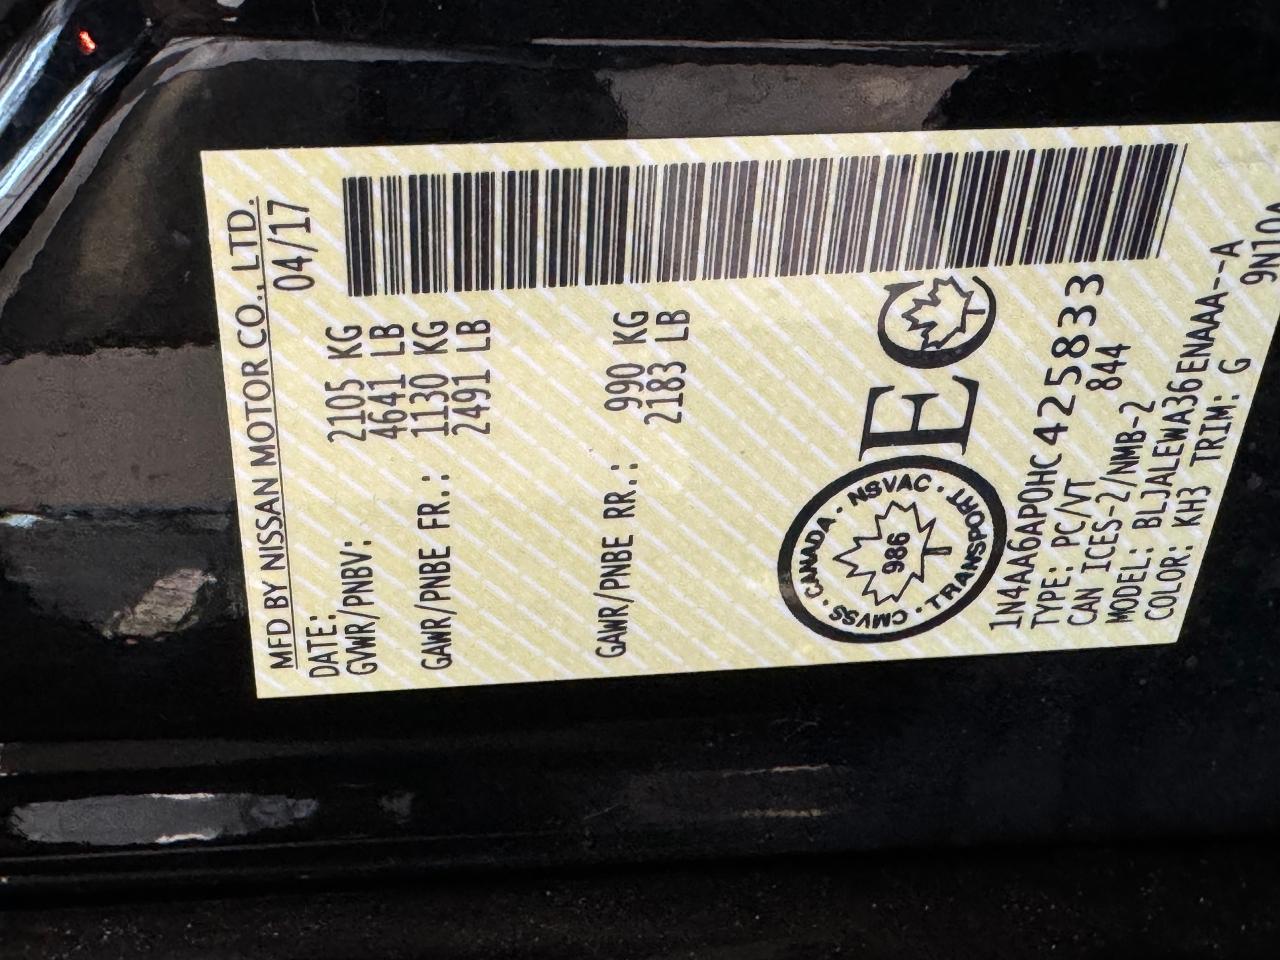 MFD BY NISSAN MOTOR CO., LTD.
DATE: 04/17
GVWR/PNBV: 2105 KG
4641 LB
GAWR/PNBE FR.: 1130 KG
2491 LB
GAWR/PNBE RR.: 990 KG
2183 LB
CANADA · NSVAC · TRANSPORT · CMVSS ·
986
EC
1N4AA6AP0HC425833
TYPE: PC/VT 844
CAN ICES-2/NMB-2
MODEL: BLJALEWA36ENAAA--A
COLOR: KH3 TRIM: G 9N10A